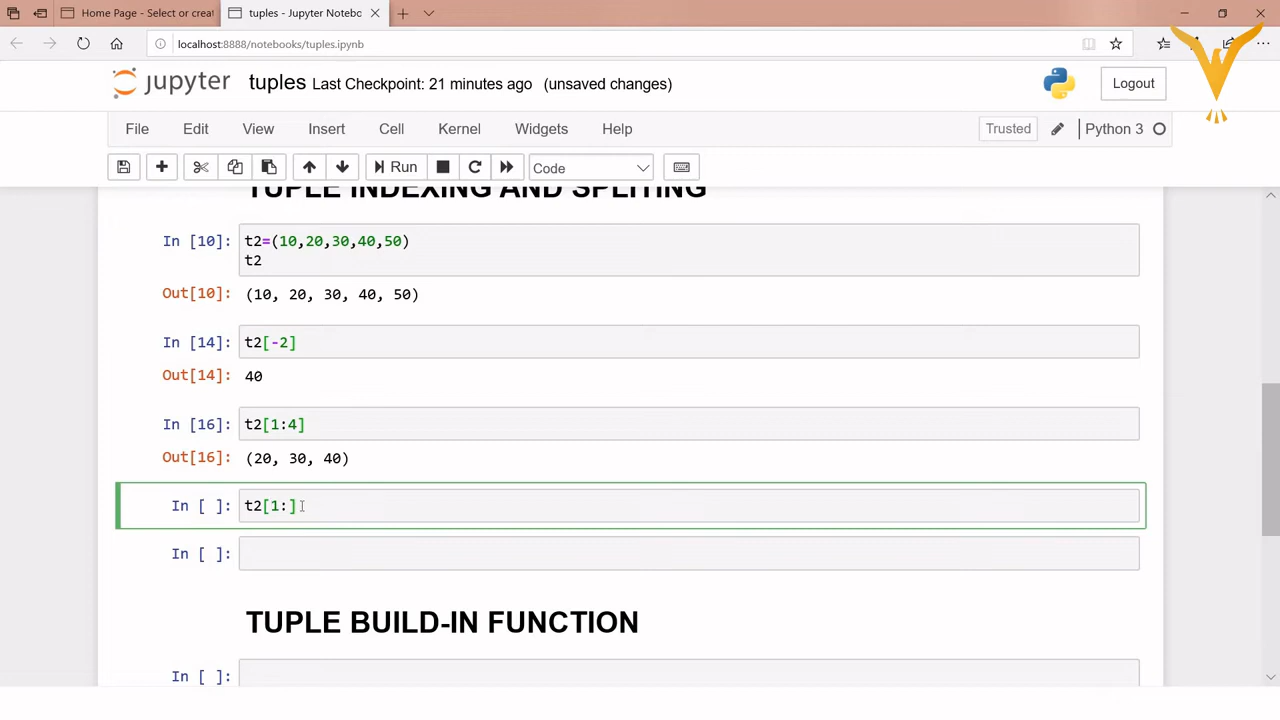 Home Page - Select or creat
tuples - Jupyter Notebo
localhost:8888/notebooks/tuples.ipynb
jupyter tuples Last Checkpoint: 21 minutes ago (unsaved changes)
Logout
File Edit View Insert Cell Kernel Widgets Help
Trusted
Python 3
Run
Code
TUPLE INDEXING AND SPLITING
In [10]: t2=(10,20,30,40,50)
t2
Out[10]: (10, 20, 30, 40, 50)
In [14]: t2[-2]
Out[14]: 40
In [16]: t2[1:4]
Out[16]: (20, 30, 40)
In [ ]: t2[1:]
In [ ]:
TUPLE BUILD-IN FUNCTION
In [ ]: